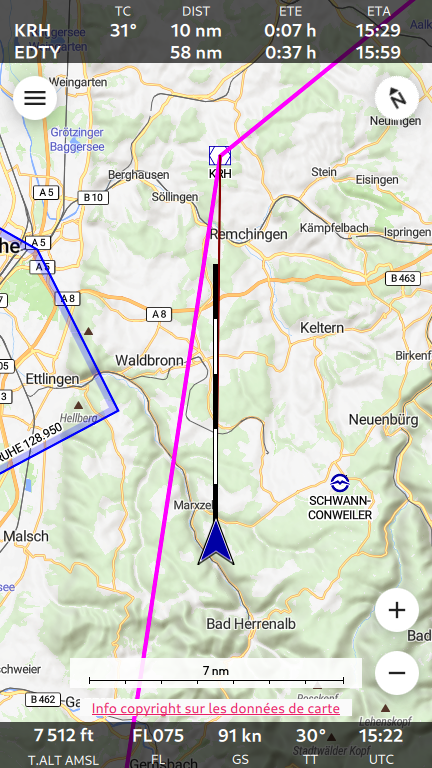 TC DIST ETE ETA
KRH 31° 10 nm 0:07 h 15:29
EDTY 58 nm 0:37 h 15:59
Weingarten
Neulingen
Grötzinger
Baggersee
KRH
Stein
Berghausen
Eisingen
A 5
B 10
Söllingen
Remchingen
Kämpfelbach
Ispringen
he
A 5
A 5
B 463
A 8
A 8
Keltern
Waldbronn
Birkenf
Ettlingen
Hellberg
Neuenbürg
RUHE 128.950
SCHWANN-
CONWEILER
Marxzel
Malsch
Bad Herrenalb
Bad
7 nm
schweier
B 462
Info copyright sur les données de carte
7 512 ft FL075 91 kn 30° 15:22
T.ALT AMSL FL GS TT UTC
Stadtwälder Kopf
Gernsbach